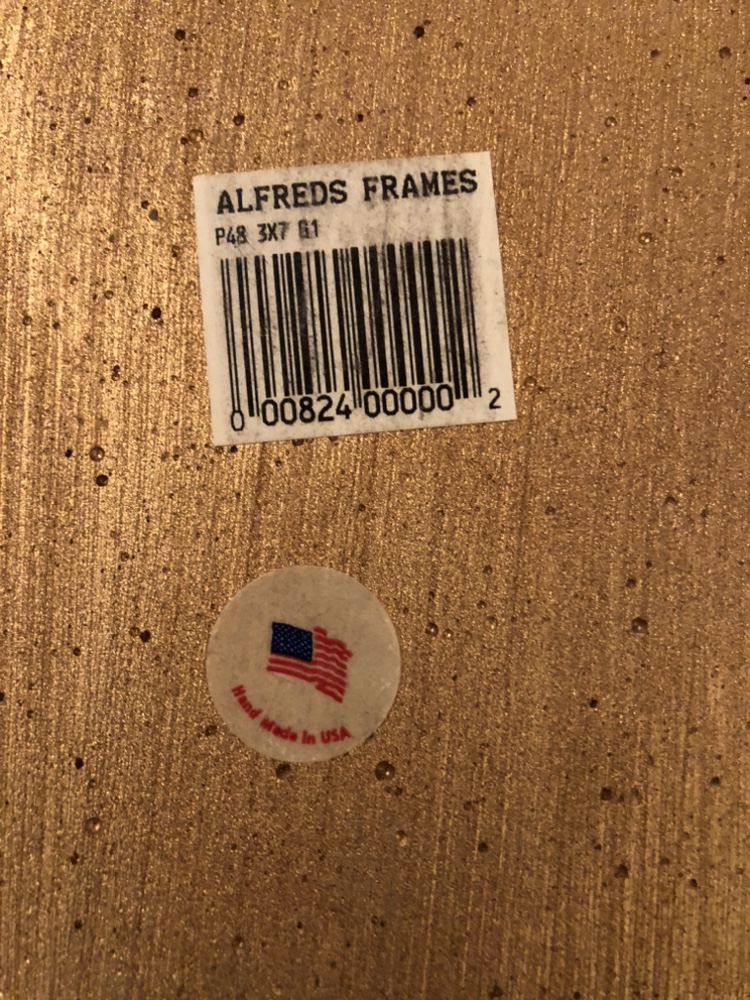 ALFREDS FRAMES
P48 3X7 G1
0 00824 00000 2
Hand Made in USA